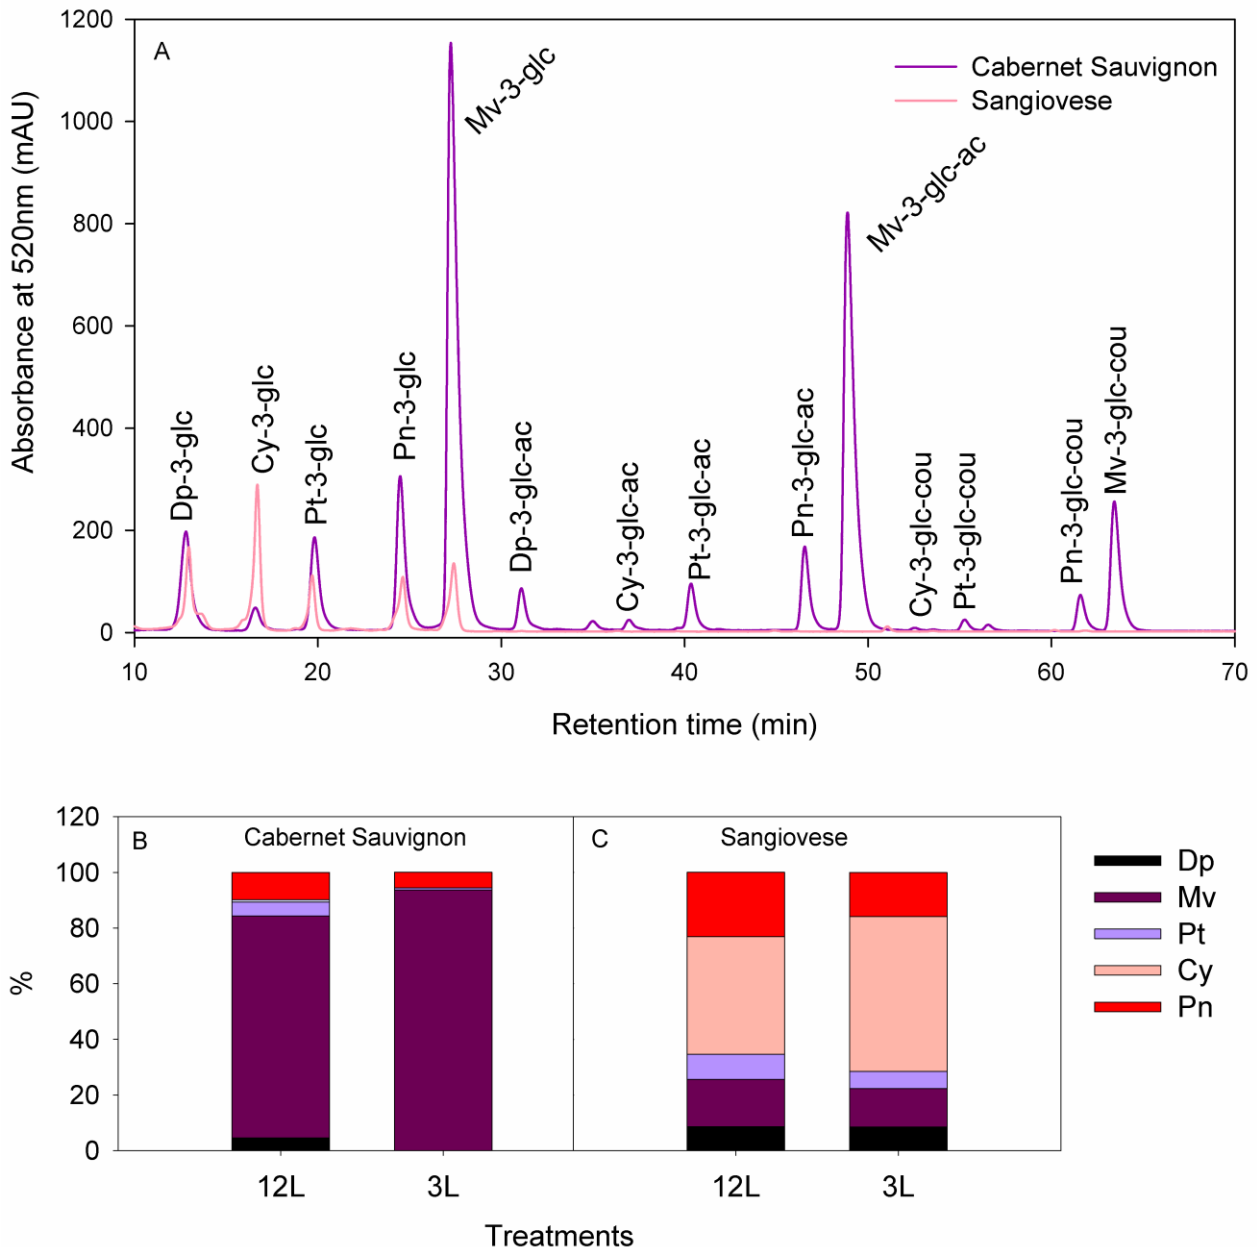 A
Cabernet Sauvignon
Sangiovese
Absorbance at 520nm (mAU)
1200
1000
800
600
400
200
0
Dp-3-glc
Cy-3-glc
Pt-3-glc
Pn-3-glc
Mv-3-glc
Dp-3-glc-ac
Cy-3-glc-ac
Pt-3-glc-ac
Pn-3-glc-ac
Mv-3-glc-ac
Cy-3-glc-cou
Pt-3-glc-cou
Pn-3-glc-cou
Mv-3-glc-cou
10 20 30 40 50 60 70
Retention time (min)
%
120
100
80
60
40
20
0
B Cabernet Sauvignon
C Sangiovese
12L 3L 12L 3L
Treatments
Dp
Mv
Pt
Cy
Pn